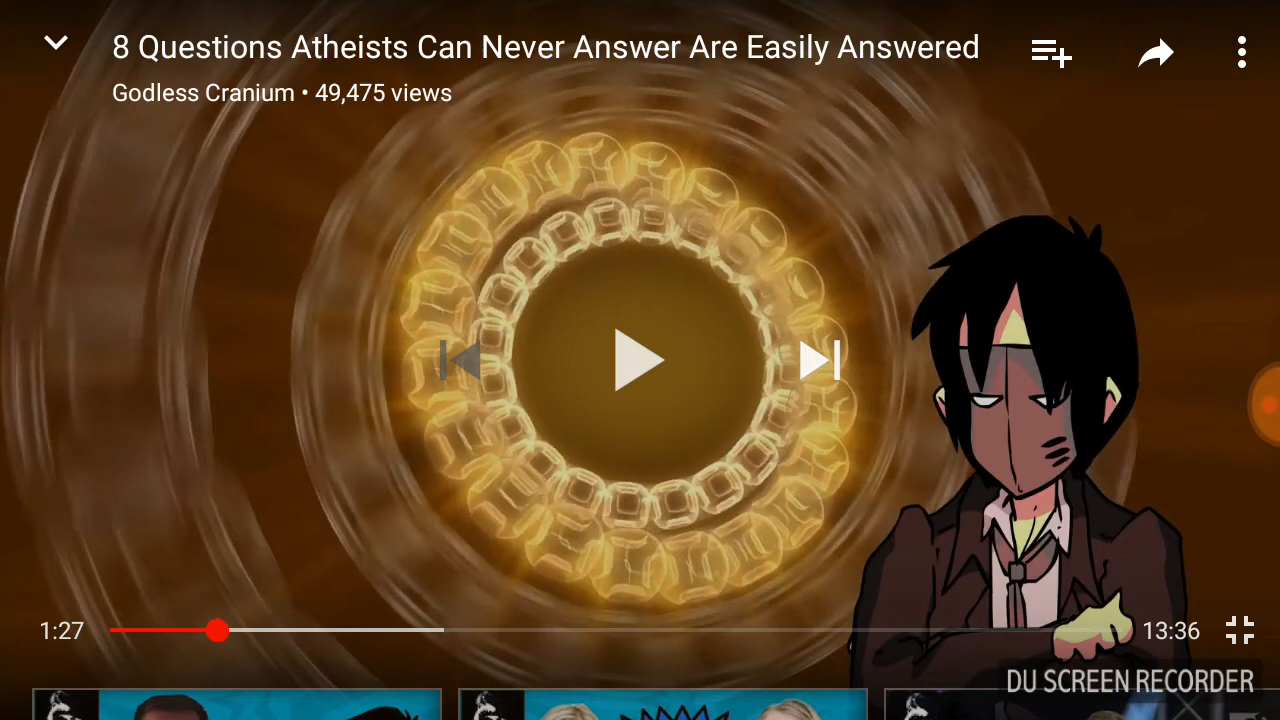 8 Questions Atheists Can Never Answer Are Easily Answered
Godless Cranium • 49,475 views
1:27
13:36
DU SCREEN RECORDER